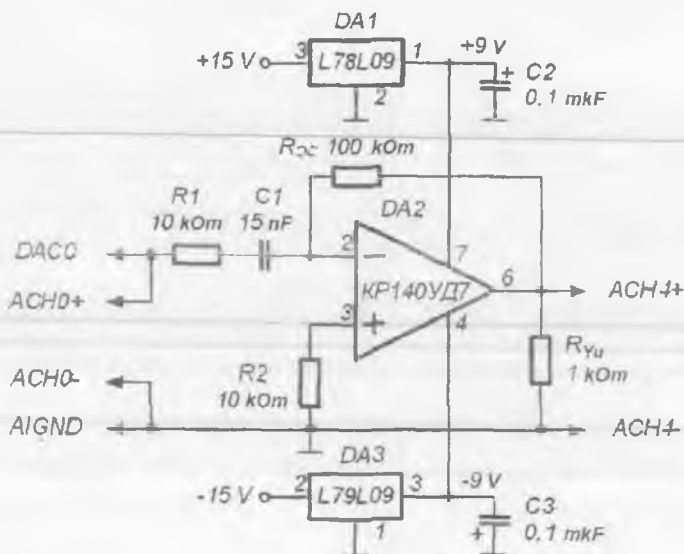 DA1
+15 V 3 L78L09 1 +9 v
2
+ C2
0,1 mkF
Roc 100 kOm
R1
10 kOm
C1
15 nF
DA2
DAC0
ACH0+
2 −
7
КР140УД7
6
ACH4+
3 +
4
ACH0-
R2
10 kOm
RYu
1 kOm
AIGND
ACH4-
DA3
-15 V 2 L79L09 3 -9 v
1
+ C3
0,1 mkF